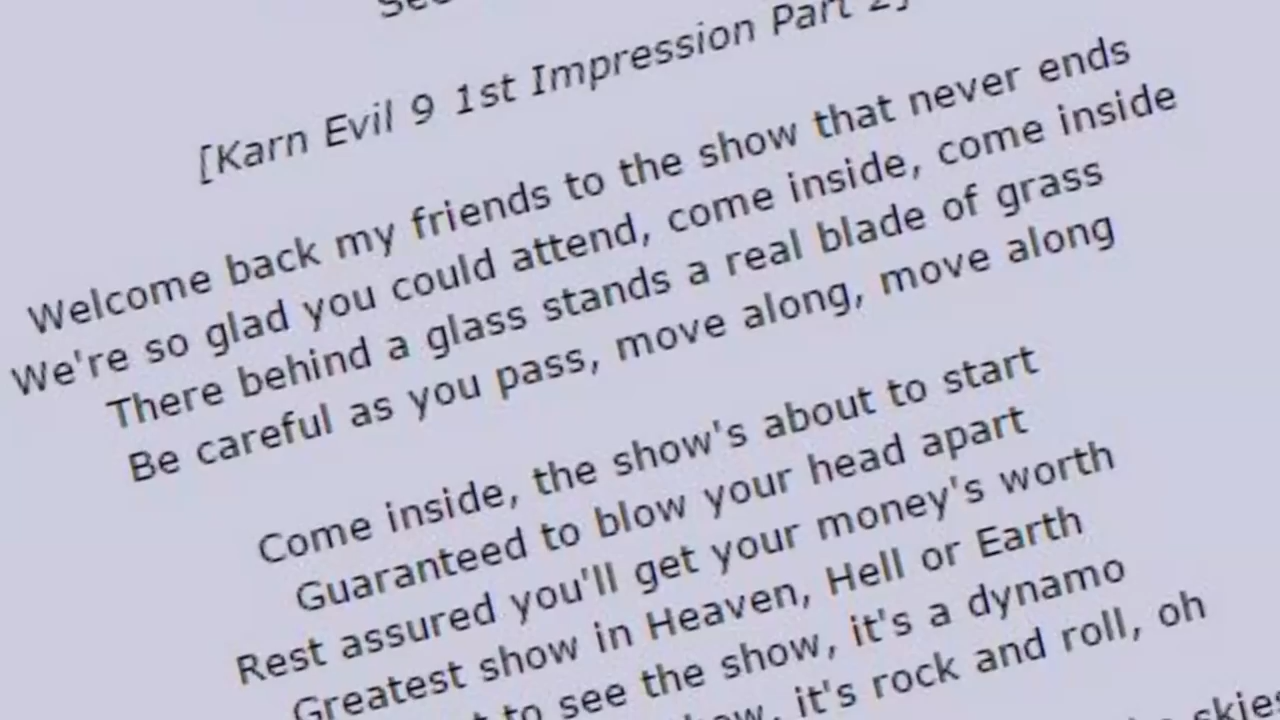 [Karn Evil 9 1st Impression Part 2]
Welcome back my friends to the show that never ends
We're so glad you could attend, come inside, come inside
There behind a glass stands a real blade of grass
Be careful as you pass, move along, move along
Come inside, the show's about to start
Guaranteed to blow your head apart
Rest assured you'll get your money's worth
Greatest show in Heaven, Hell or Earth
to see the show, it's a dynamo
it's rock and roll, oh